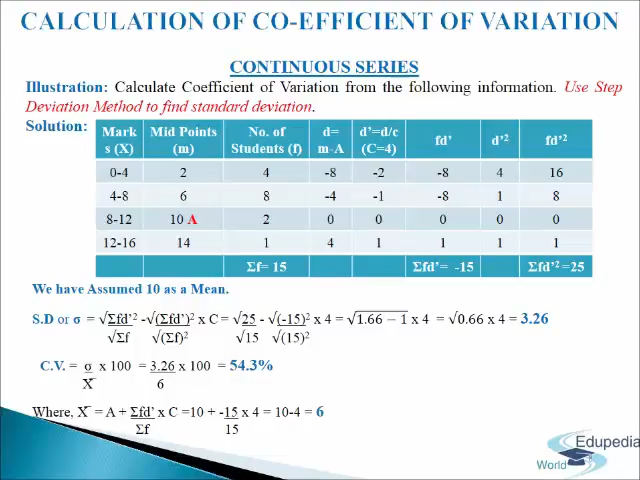 CALCULATION OF CO-EFFICIENT OF VARIATION
CONTINUOUS SERIES
Illustration: Calculate Coefficient of Variation from the following information. Use Step
Deviation Method to find standard deviation.
Solution:
Mark s (X) | Mid Points (m) | No. of Students (f) | d= m-A | d'=d/c (C=4) | fd' | d'² | fd'²
0-4 | 2 | 4 | -8 | -2 | -8 | 4 | 16
4-8 | 6 | 8 | -4 | -1 | -8 | 1 | 8
8-12 | 10 A | 2 | 0 | 0 | 0 | 0 | 0
12-16 | 14 | 1 | 4 | 1 | 1 | 1 | 1
Σf= 15 | Σfd'= -15 | Σfd'²=25
We have Assumed 10 as a Mean.
S.D or σ = √Σfd'² -√(Σfd')² x C = √25 - √(-15)² x 4 = √1.66 − 1 x 4 = √0.66 x 4 = 3.26
√Σf √(Σf)² √15 √(15)²
C.V. = σ x 100 = 3.26 x 100 = 54.3%
X̄ 6
Where, X̄ = A + Σfd' x C =10 + -15 x 4 = 10-4 = 6
Σf 15
Edupedia
World